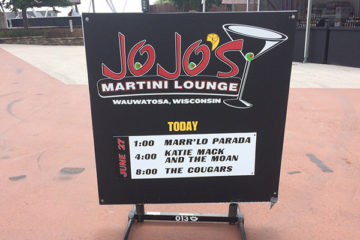 JOJO'S
MARTINI LOUNGE
WAUWATOSA, WISCONSIN
TODAY
JUNE 27
1:00 MARR'LO PARADA
4:00 KATIE MACK
AND THE MOAN
8:00 THE COUGARS
013